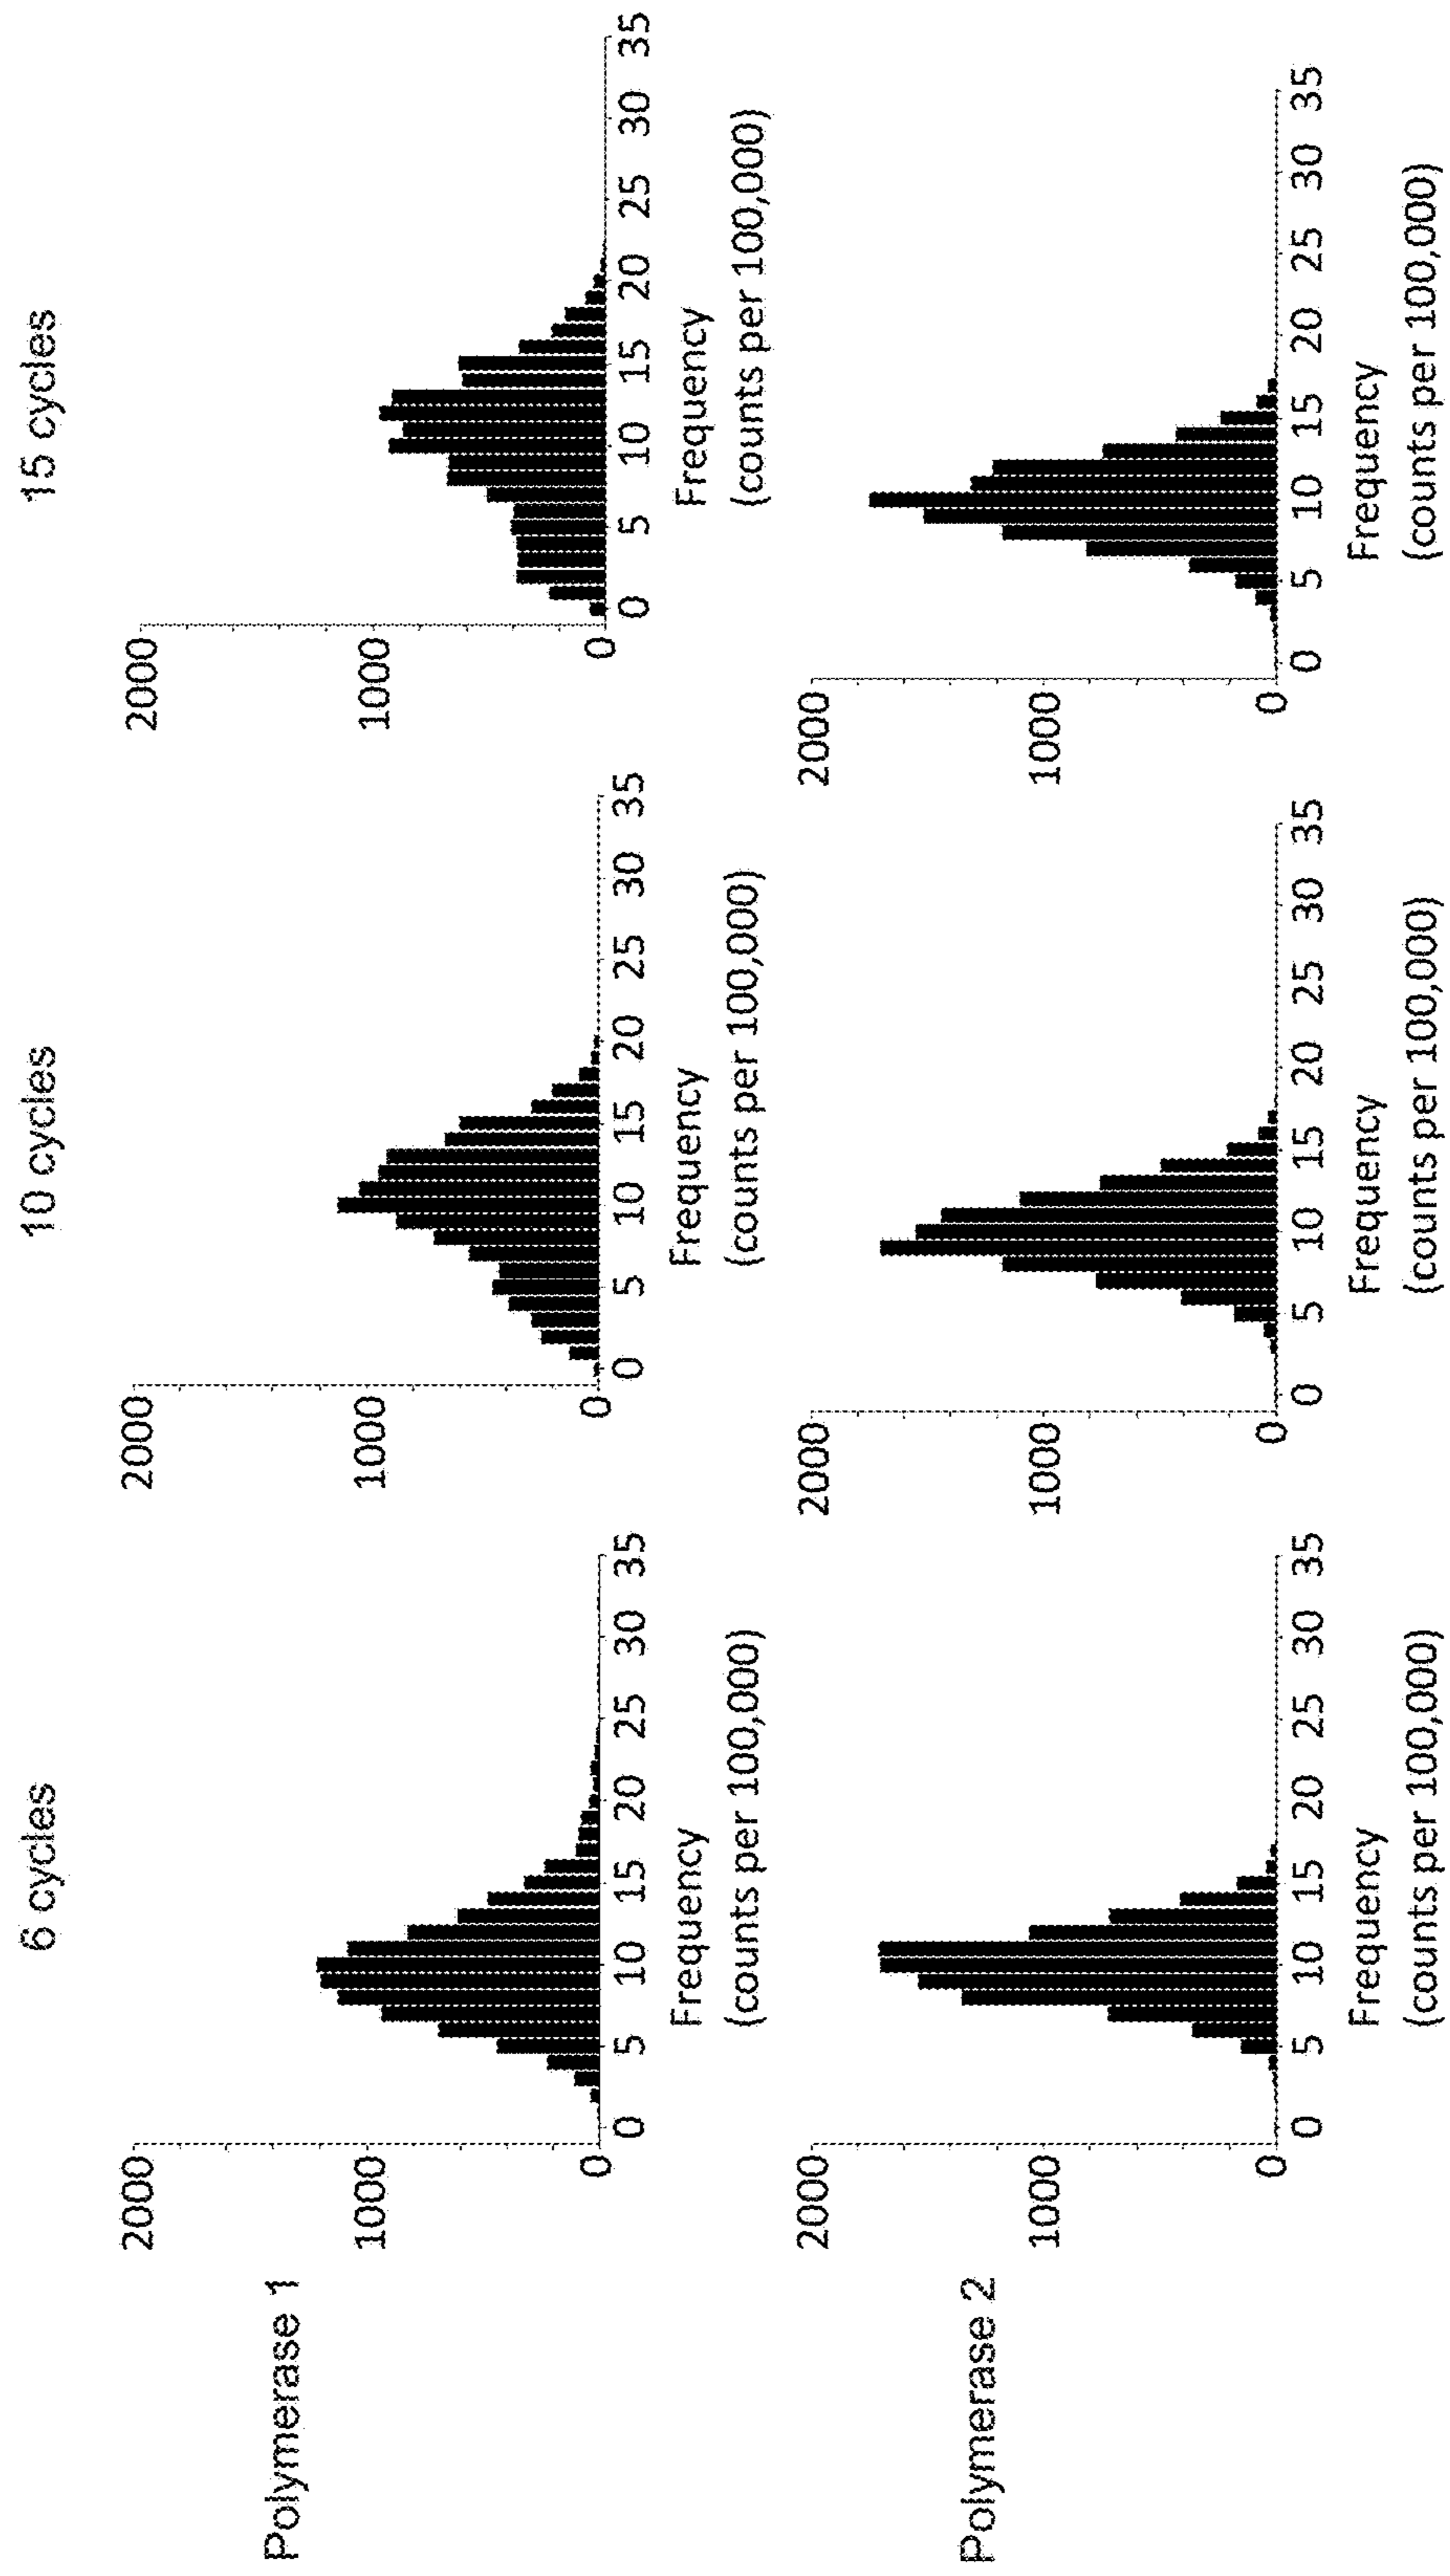 6 cycles
10 cycles
15 cycles
Polymerase 1
2000
1000
0
0 5 10 15 20 25 30 35
Frequency
(counts per 100,000)
2000
1000
0
0 5 10 15 20 25 30 35
Frequency
(counts per 100,000)
2000
1000
0
0 5 10 15 20 25 30 35
Frequency
(counts per 100,000)
Polymerase 2
2000
1000
0
0 5 10 15 20 25 30 35
Frequency
(counts per 100,000)
2000
1000
0
0 5 10 15 20 25 30 35
Frequency
(counts per 100,000)
2000
1000
0
0 5 10 15 20 25 30 35
Frequency
(counts per 100,000)